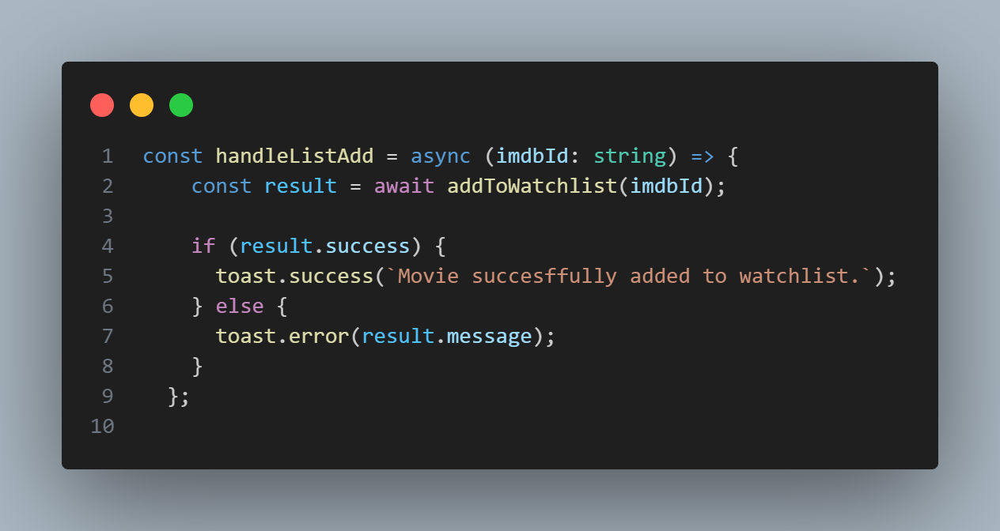 1 const handleListAdd = async (imdbId: string) => {
2     const result = await addToWatchlist(imdbId);
3
4     if (result.success) {
5       toast.success(`Movie succesffully added to watchlist.`);
6     } else {
7       toast.error(result.message);
8     }
9   };
10